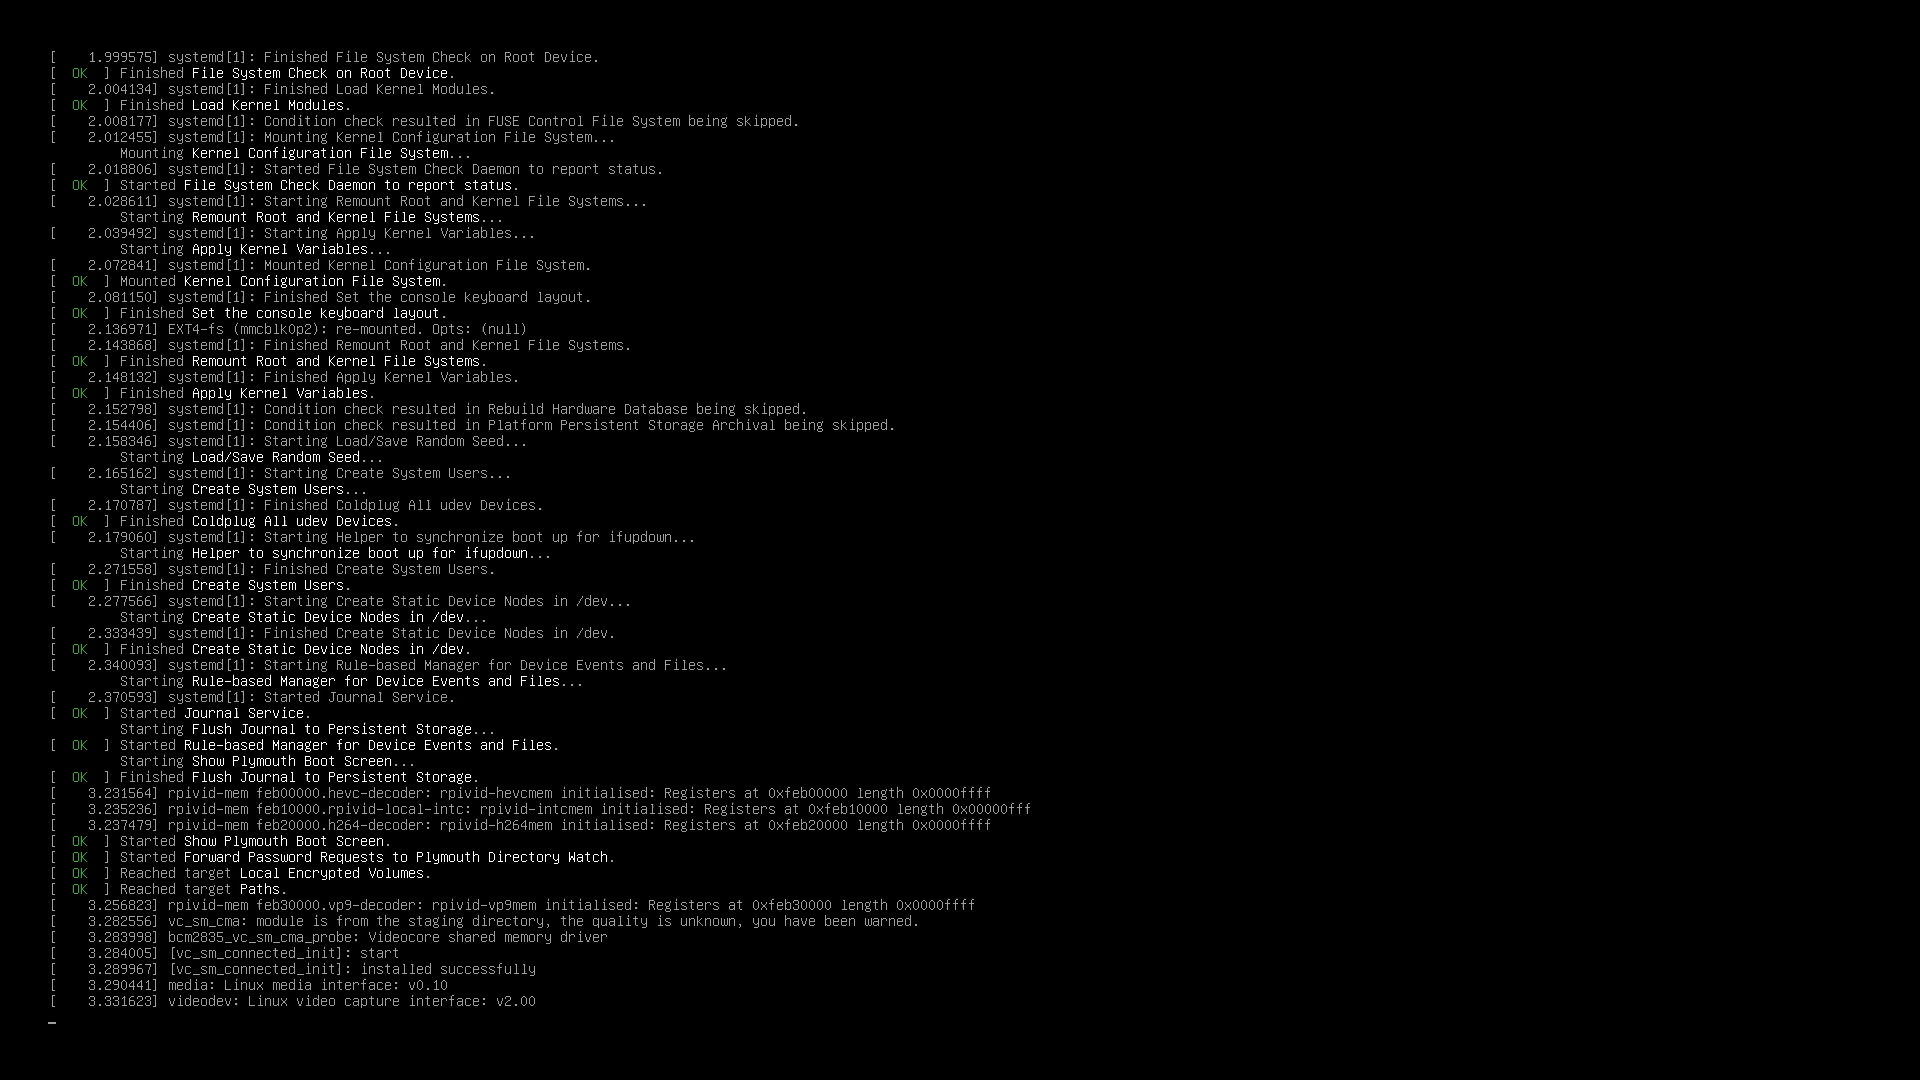 [    1.999575] systemd[1]: Finished File System Check on Root Device.
[  OK  ] Finished File System Check on Root Device.
[    2.004134] systemd[1]: Finished Load Kernel Modules.
[  OK  ] Finished Load Kernel Modules.
[    2.008177] systemd[1]: Condition check resulted in FUSE Control File System being skipped.
[    2.012455] systemd[1]: Mounting Kernel Configuration File System...
         Mounting Kernel Configuration File System...
[    2.018806] systemd[1]: Started File System Check Daemon to report status.
[  OK  ] Started File System Check Daemon to report status.
[    2.028611] systemd[1]: Starting Remount Root and Kernel File Systems...
         Starting Remount Root and Kernel File Systems...
[    2.039492] systemd[1]: Starting Apply Kernel Variables...
         Starting Apply Kernel Variables...
[    2.072841] systemd[1]: Mounted Kernel Configuration File System.
[  OK  ] Mounted Kernel Configuration File System.
[    2.081150] systemd[1]: Finished Set the console keyboard layout.
[  OK  ] Finished Set the console keyboard layout.
[    2.136971] EXT4-fs (mmcblk0p2): re-mounted. Opts: (null)
[    2.143868] systemd[1]: Finished Remount Root and Kernel File Systems.
[  OK  ] Finished Remount Root and Kernel File Systems.
[    2.148132] systemd[1]: Finished Apply Kernel Variables.
[  OK  ] Finished Apply Kernel Variables.
[    2.152798] systemd[1]: Condition check resulted in Rebuild Hardware Database being skipped.
[    2.154406] systemd[1]: Condition check resulted in Platform Persistent Storage Archival being skipped.
[    2.158346] systemd[1]: Starting Load/Save Random Seed...
         Starting Load/Save Random Seed...
[    2.165162] systemd[1]: Starting Create System Users...
         Starting Create System Users...
[    2.170787] systemd[1]: Finished Coldplug All udev Devices.
[  OK  ] Finished Coldplug All udev Devices.
[    2.179060] systemd[1]: Starting Helper to synchronize boot up for ifupdown...
         Starting Helper to synchronize boot up for ifupdown...
[    2.271558] systemd[1]: Finished Create System Users.
[  OK  ] Finished Create System Users.
[    2.277566] systemd[1]: Starting Create Static Device Nodes in /dev...
         Starting Create Static Device Nodes in /dev...
[    2.333439] systemd[1]: Finished Create Static Device Nodes in /dev.
[  OK  ] Finished Create Static Device Nodes in /dev.
[    2.340093] systemd[1]: Starting Rule-based Manager for Device Events and Files...
         Starting Rule-based Manager for Device Events and Files...
[    2.370593] systemd[1]: Started Journal Service.
[  OK  ] Started Journal Service.
         Starting Flush Journal to Persistent Storage...
[  OK  ] Started Rule-based Manager for Device Events and Files.
         Starting Show Plymouth Boot Screen...
[  OK  ] Finished Flush Journal to Persistent Storage.
[    3.231564] rpivid-mem feb00000.hevc-decoder: rpivid-hevcmem initialised: Registers at 0xfeb00000 length 0x0000ffff
[    3.235236] rpivid-mem feb10000.rpivid-local-intc: rpivid-intcmem initialised: Registers at 0xfeb10000 length 0x00000fff
[    3.237479] rpivid-mem feb20000.h264-decoder: rpivid-h264mem initialised: Registers at 0xfeb20000 length 0x0000ffff
[  OK  ] Started Show Plymouth Boot Screen.
[  OK  ] Started Forward Password Requests to Plymouth Directory Watch.
[  OK  ] Reached target Local Encrypted Volumes.
[  OK  ] Reached target Paths.
[    3.256823] rpivid-mem feb30000.vp9-decoder: rpivid-vp9mem initialised: Registers at 0xfeb30000 length 0x0000ffff
[    3.282556] vc_sm_cma: module is from the staging directory, the quality is unknown, you have been warned.
[    3.283998] bcm2835_vc_sm_cma_probe: Videocore shared memory driver
[    3.284005] [vc_sm_connected_init]: start
[    3.289967] [vc_sm_connected_init]: installed successfully
[    3.290441] media: Linux media interface: v0.10
[    3.331623] videodev: Linux video capture interface: v2.00
_